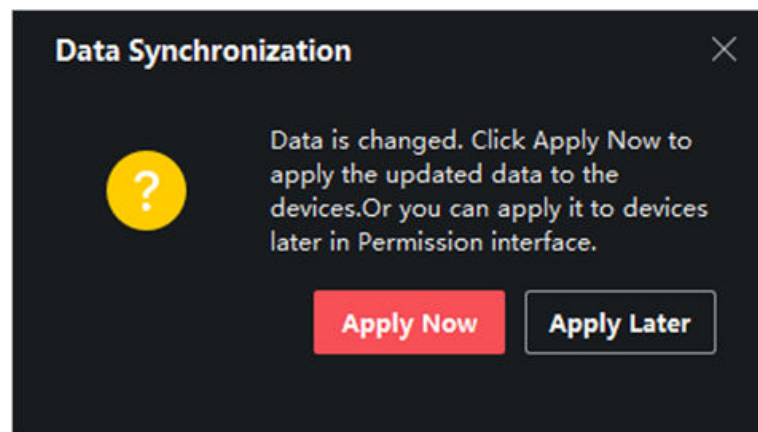 Data Synchronization
?
Data is changed. Click Apply Now to
apply the updated data to the
devices.Or you can apply it to devices
later in Permission interface.
Apply Now
Apply Later